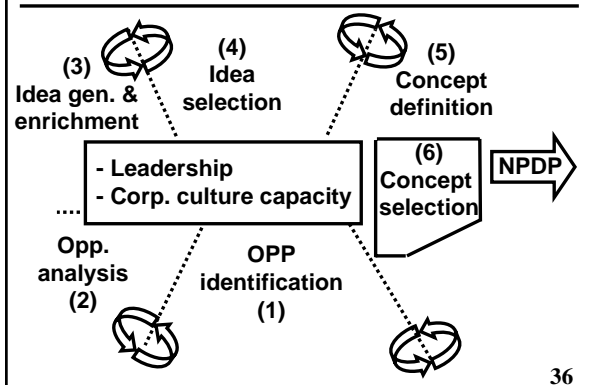 (3)
Idea gen. &
enrichment
(4)
Idea
selection
(5)
Concept
definition
- Leadership
- Corp. culture capacity
(6)
Concept
selection
NPDP
Opp.
analysis
(2)
OPP
identification
(1)
36